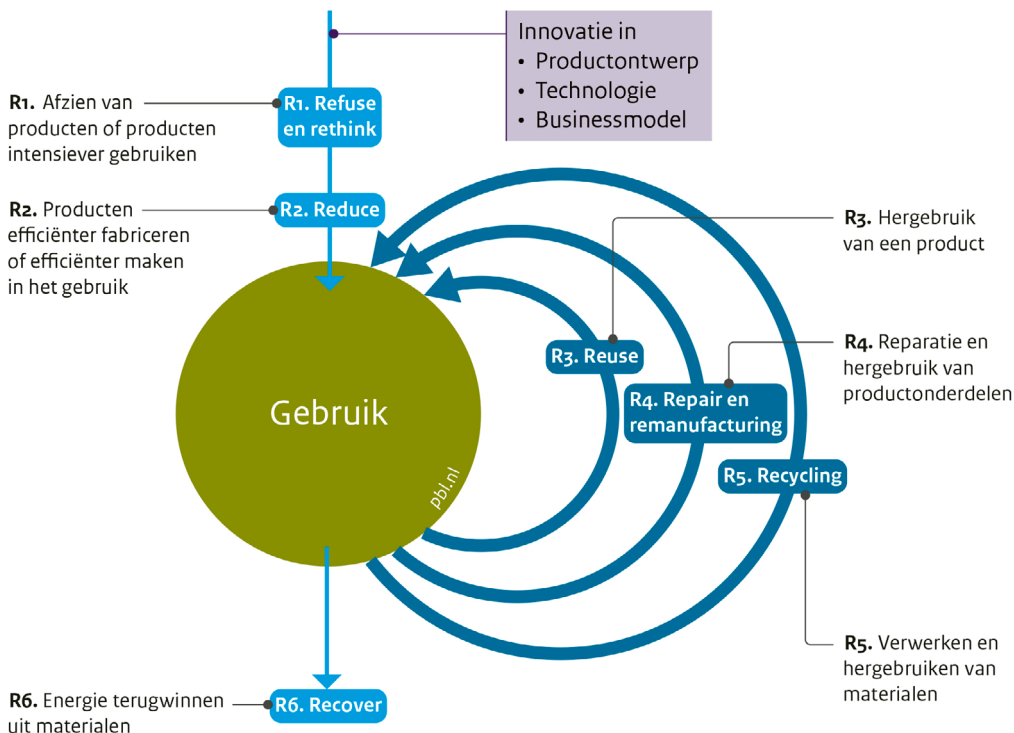 Innovatie in
• Productontwerp
• Technologie
• Businessmodel
R1. Afzien van
producten of producten
intensiever gebruiken
R1. Refuse
en rethink
R2. Producten
efficiënter fabriceren
of efficiënter maken
in het gebruik
R2. Reduce
R3. Hergebruik
van een product
R3. Reuse
R4. Reparatie en
hergebruik van
productonderdelen
R4. Repair en
remanufacturing
Gebruik
pbl.nl
R5. Recycling
R5. Verwerken en
hergebruiken van
materialen
R6. Energie terugwinnen
uit materialen
R6. Recover